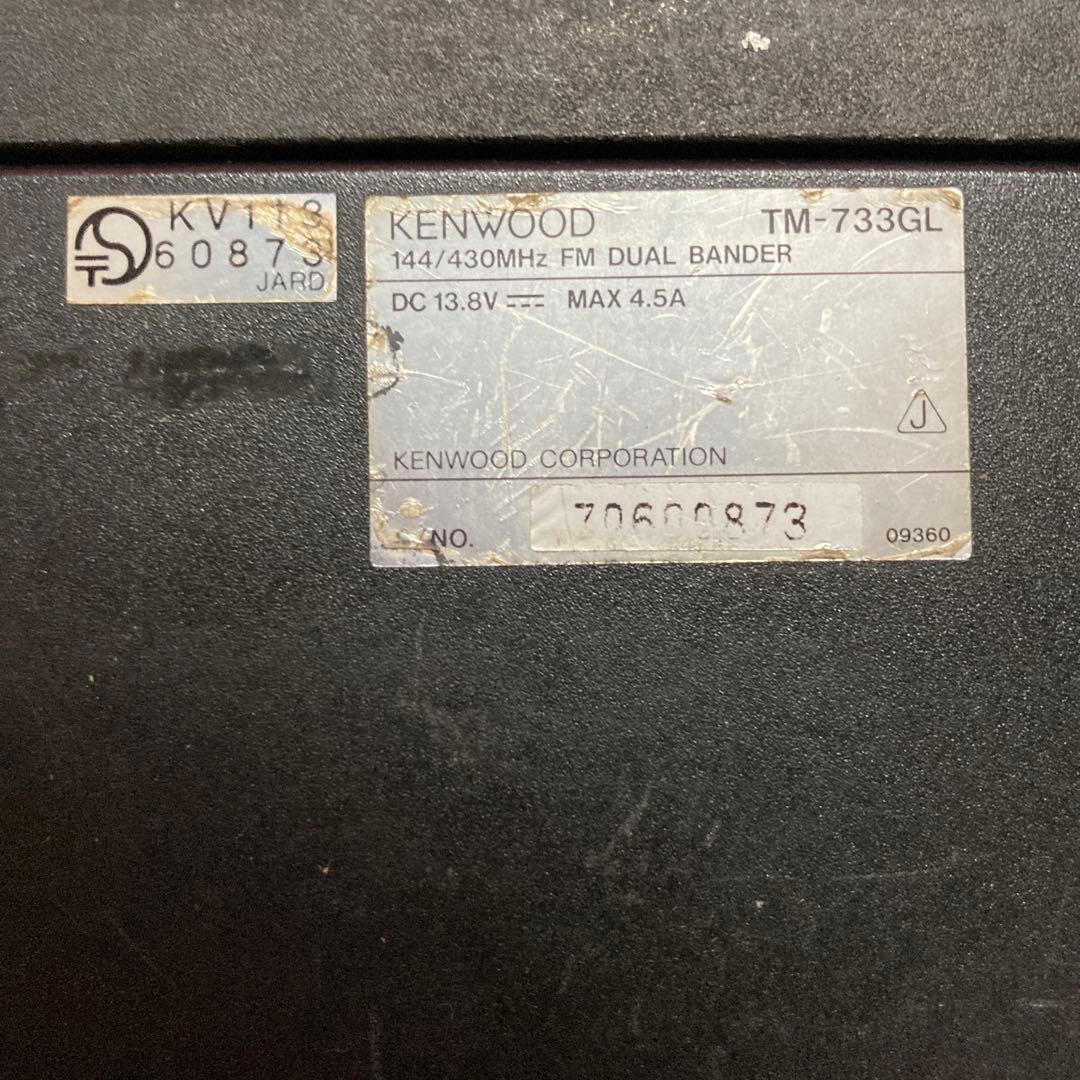 KV113
60873
JARD
KENWOOD TM-733GL
144/430MHz FM DUAL BANDER
DC 13.8V MAX 4.5A
J
KENWOOD CORPORATION
S/NO. 70600873 09360